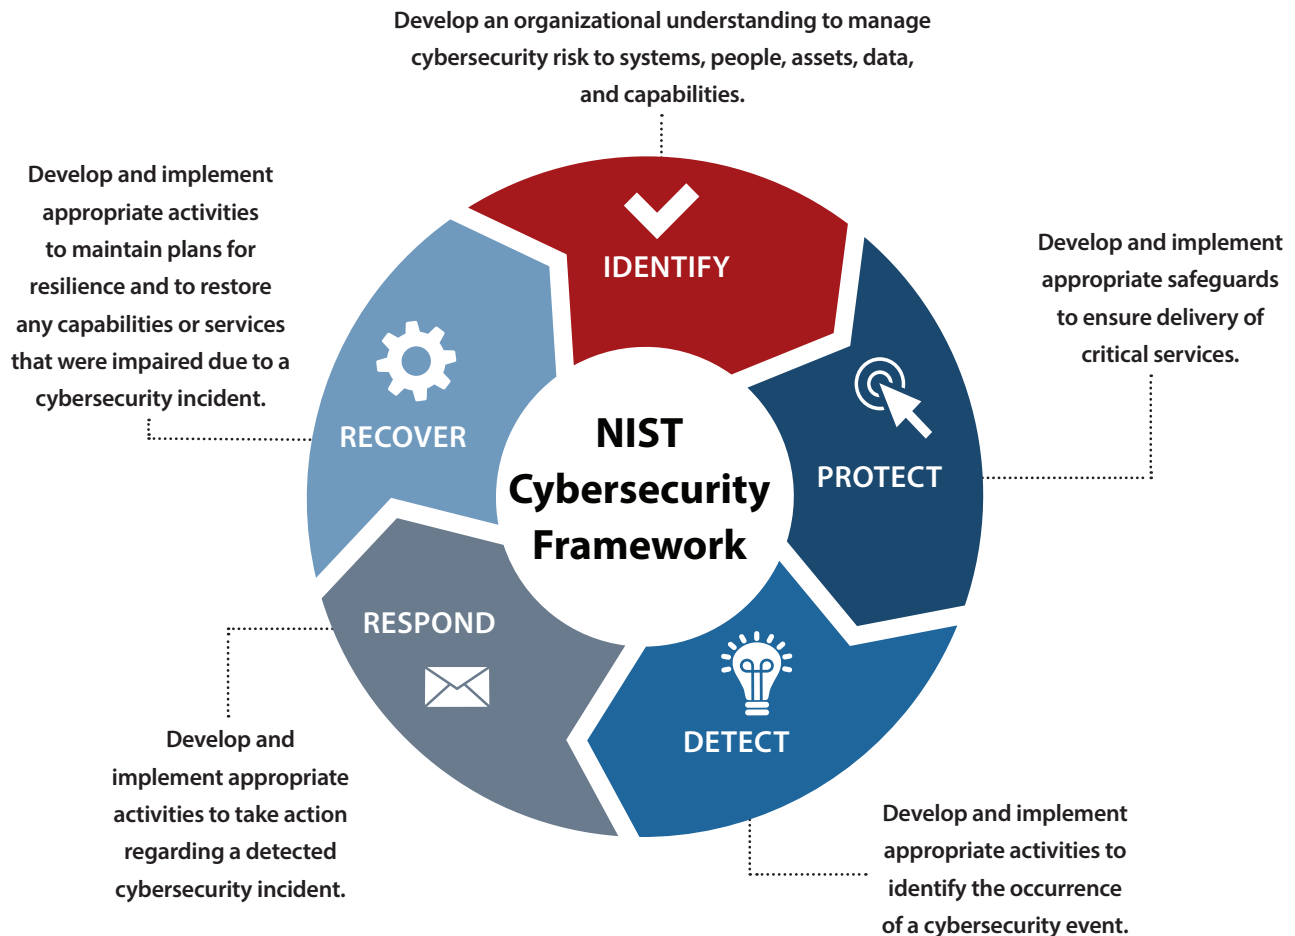 Develop an organizational understanding to manage
cybersecurity risk to systems, people, assets, data,
and capabilities.
IDENTIFY
Develop and implement
appropriate safeguards
to ensure delivery of
critical services.
PROTECT
Develop and implement
appropriate activities to
identify the occurrence
of a cybersecurity event.
DETECT
Develop and
implement appropriate
activities to take action
regarding a detected
cybersecurity incident.
RESPOND
Develop and implement
appropriate activities
to maintain plans for
resilience and to restore
any capabilities or services
that were impaired due to a
cybersecurity incident.
RECOVER
NIST
Cybersecurity
Framework